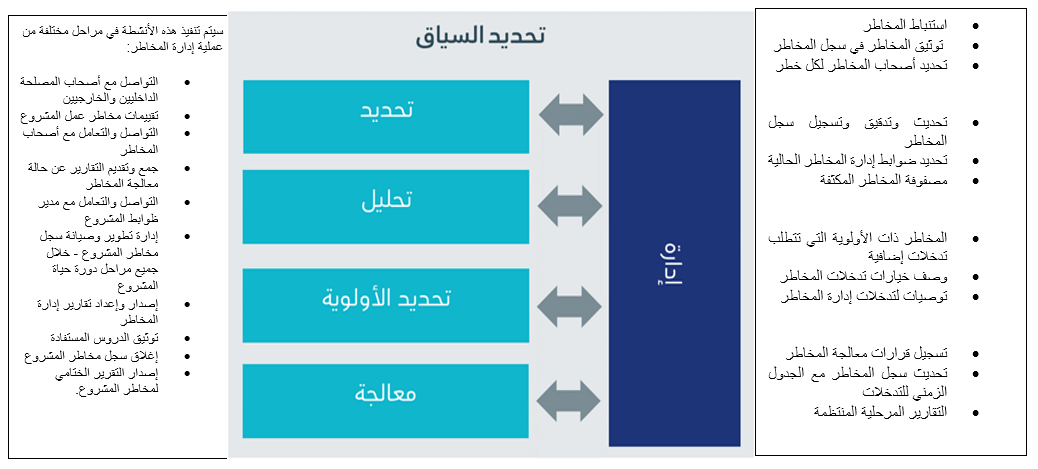 استنباط المخاطر
توثيق المخاطر في سجل المخاطر
تحديد أصحاب المخاطر لكل خطر
تحديث وتدقيق وتسجيل سجل
المخاطر
تحديد ضوابط إدارة المخاطر الحالية
مصفوفة المخاطر المكثفة
المخاطر ذات الأولوية التي تتطلب
تدخلات إضافية
وصف خيارات تدخلات المخاطر
توصيات لتدخلات إدارة المخاطر
تسجيل قرارات معالجة المخاطر
تحديث سجل المخاطر مع الجدول
الزمني للتدخلات
التقارير المرحلية المنتظمة
تحديد السياق
إدارة
تحديد
تحليل
تحديد الأولوية
معالجة
سيتم تنفيذ هذه الأنشطة في مراحل مختلفة من
عملية إدارة المخاطر:
التواصل مع أصحاب المصلحة
الداخليين والخارجيين
تقييمات مخاطر عمل المشروع
التواصل والتعامل مع أصحاب
المخاطر
جمع وتقديم التقارير عن حالة
معالجة المخاطر
التواصل والتعامل مع مدير
ظوابط المشروع
إدارة تطوير وصيانة سجل
مخاطر المشروع - خلال
جميع مراحل دورة حياة
المشروع
إصدار وإعداد تقارير إدارة
المخاطر
توثيق الدروس المستفادة
إغلاق سجل مخاطر المشروع
إصدار التقرير الختامي
لمخاطر المشروع.